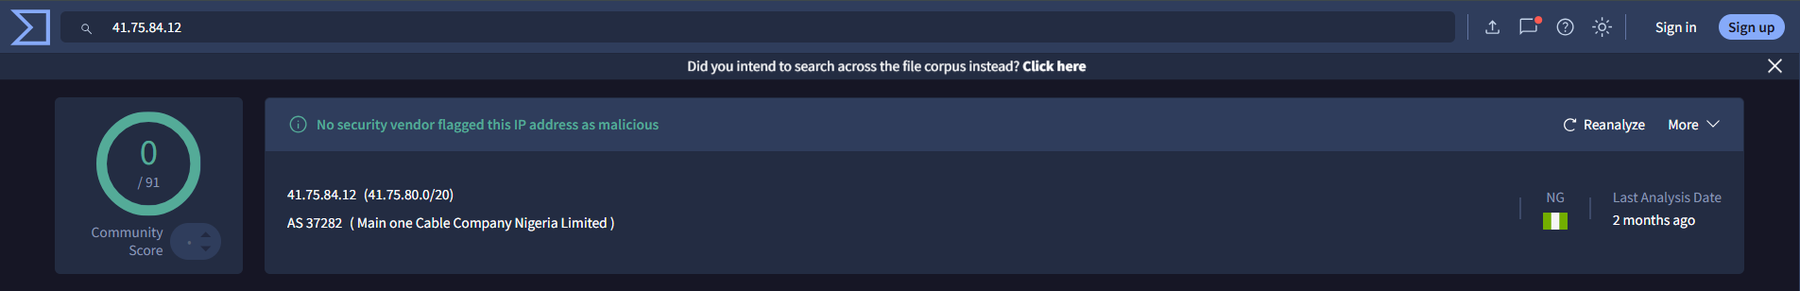 41.75.84.12
Sign in
Sign up
Did you intend to search across the file corpus instead? Click here
0
/ 91
Community
Score
No security vendor flagged this IP address as malicious
Reanalyze
More
41.75.84.12 (41.75.80.0/20)
AS 37282 ( Main one Cable Company Nigeria Limited )
NG
Last Analysis Date
2 months ago